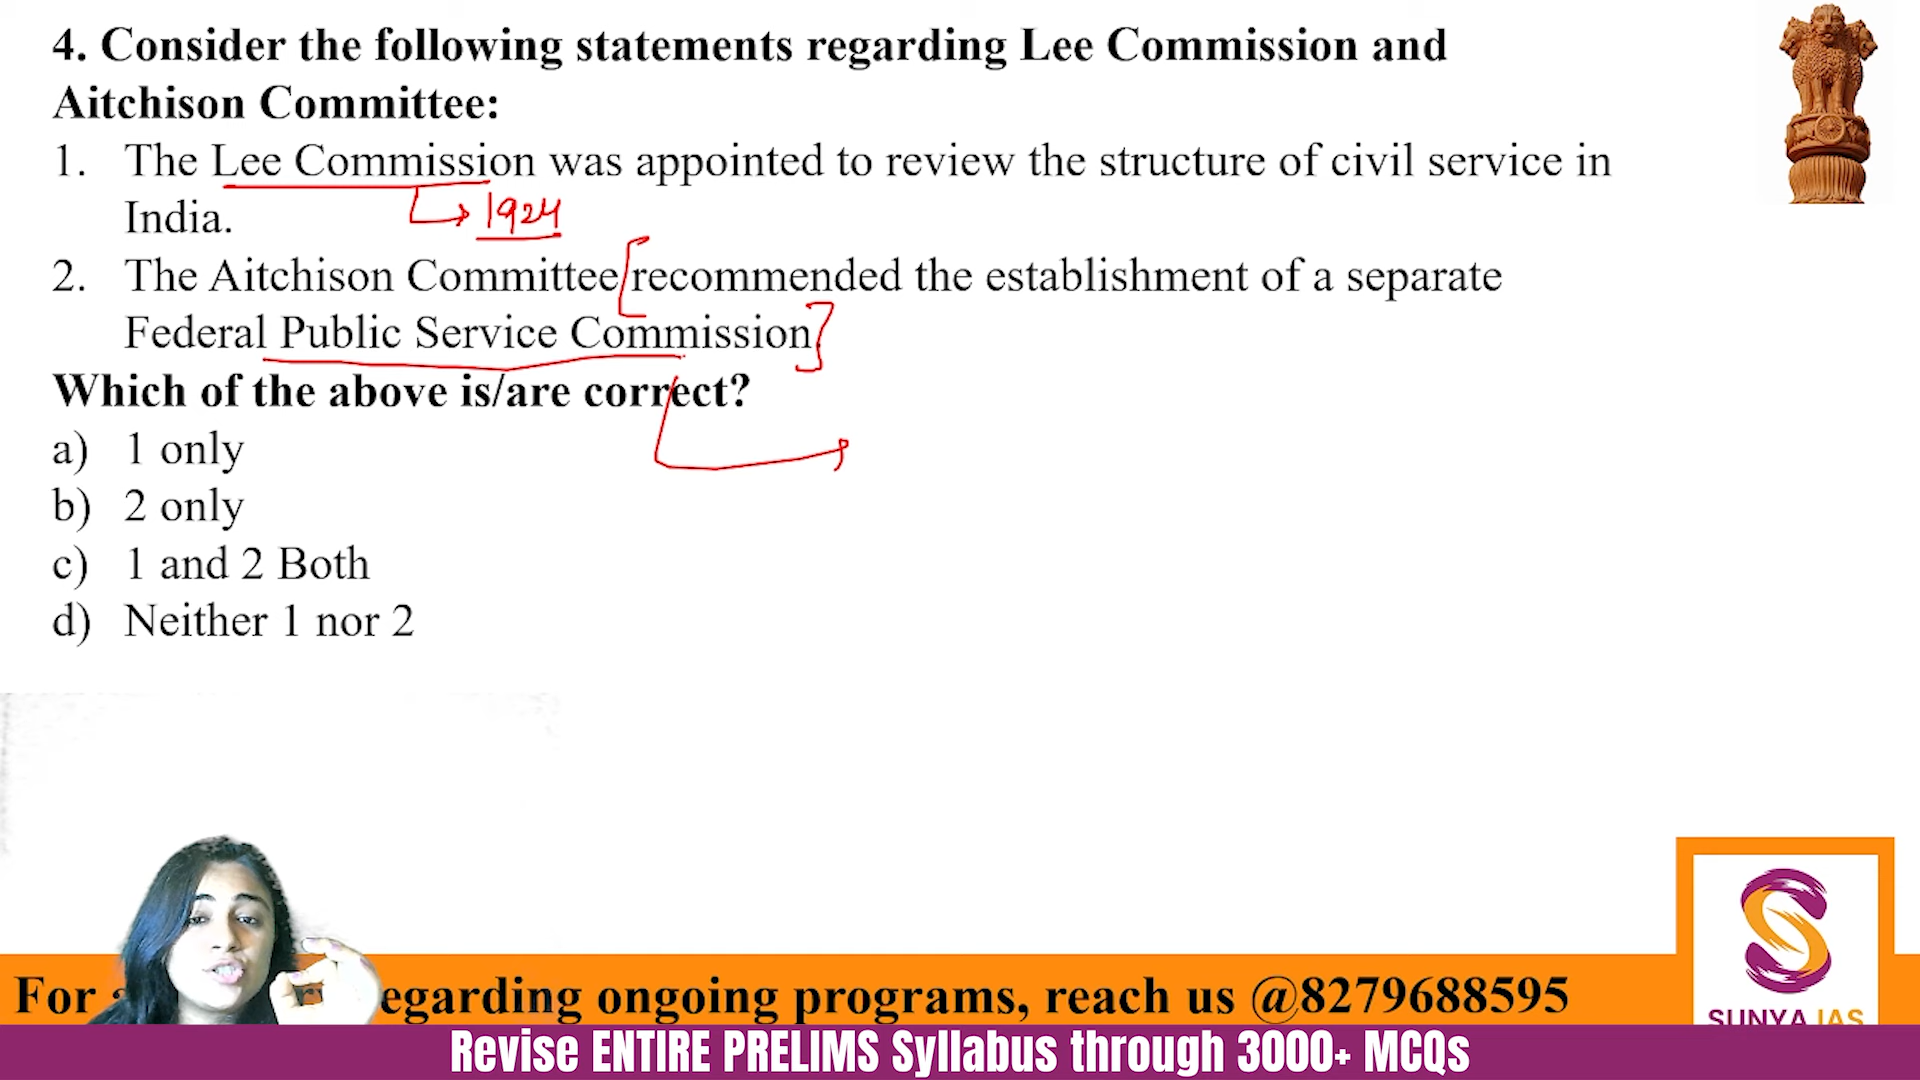 4. Consider the following statements regarding Lee Commission and
Aitchison Committee:
1. The Lee Commission was appointed to review the structure of civil service in
India.
1924
2. The Aitchison Committee recommended the establishment of a separate
Federal Public Service Commission
Which of the above is/are correct?
a) 1 only
b) 2 only
c) 1 and 2 Both
d) Neither 1 nor 2
For egarding ongoing programs, reach us @8279688595
SUNYA IAS
Revise ENTIRE PRELIMS Syllabus through 3000+ MCQs